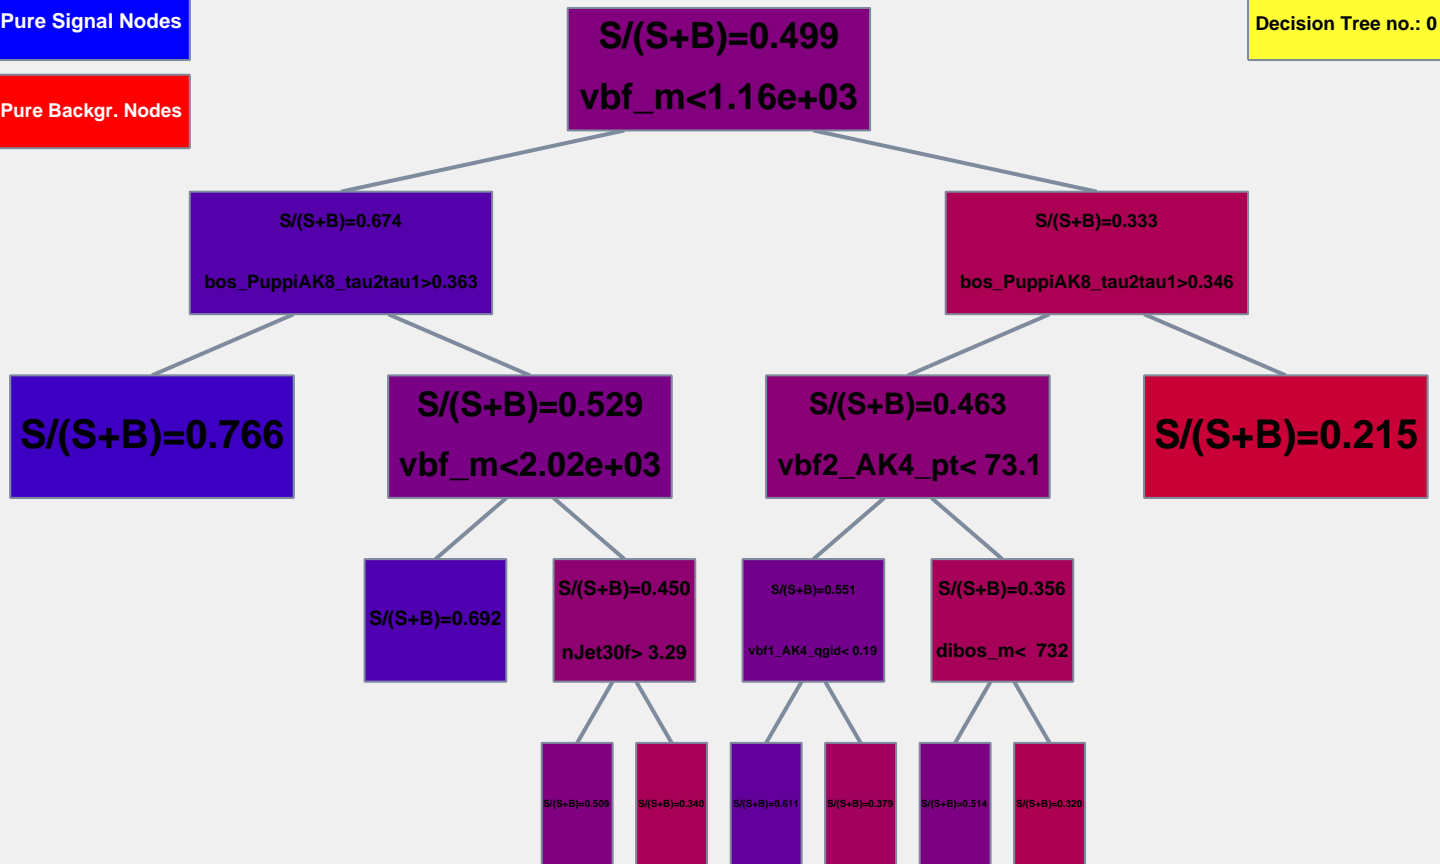 Pure Signal Nodes
Pure Backgr. Nodes
Decision Tree no.: 0
S/(S+B)=0.499
vbf_m<1.16e+03
S/(S+B)=0.674
bos_PuppiAK8_tau2tau1>0.363
S/(S+B)=0.333
bos_PuppiAK8_tau2tau1>0.346
S/(S+B)=0.766
S/(S+B)=0.529
vbf_m<2.02e+03
S/(S+B)=0.463
vbf2_AK4_pt< 73.1
S/(S+B)=0.215
S/(S+B)=0.692
S/(S+B)=0.450
nJet30f> 3.29
S/(S+B)=0.551
vbf1_AK4_qgid< 0.19
S/(S+B)=0.356
dibos_m< 732
S/(S+B)=0.509
S/(S+B)=0.340
S/(S+B)=0.611
S/(S+B)=0.379
S/(S+B)=0.514
S/(S+B)=0.320